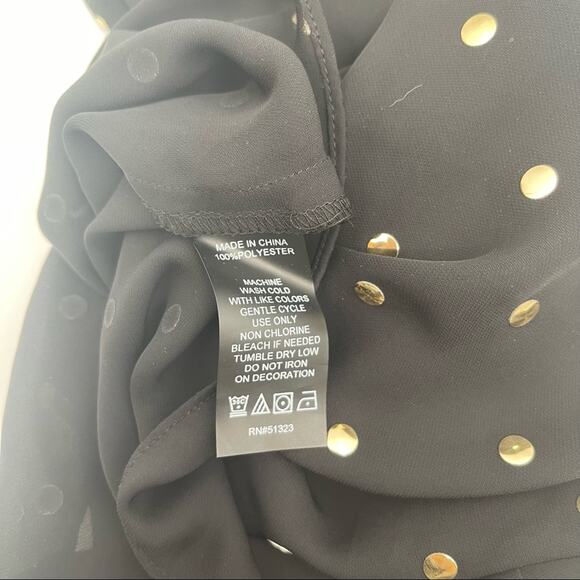 MADE IN CHINA
100%POLYESTER
MACHINE
WASH COLD
WITH LIKE COLORS
GENTLE CYCLE
USE ONLY
NON CHLORINE
BLEACH IF NEEDED
TUMBLE DRY LOW
DO NOT IRON
ON DECORATION
RN#51323